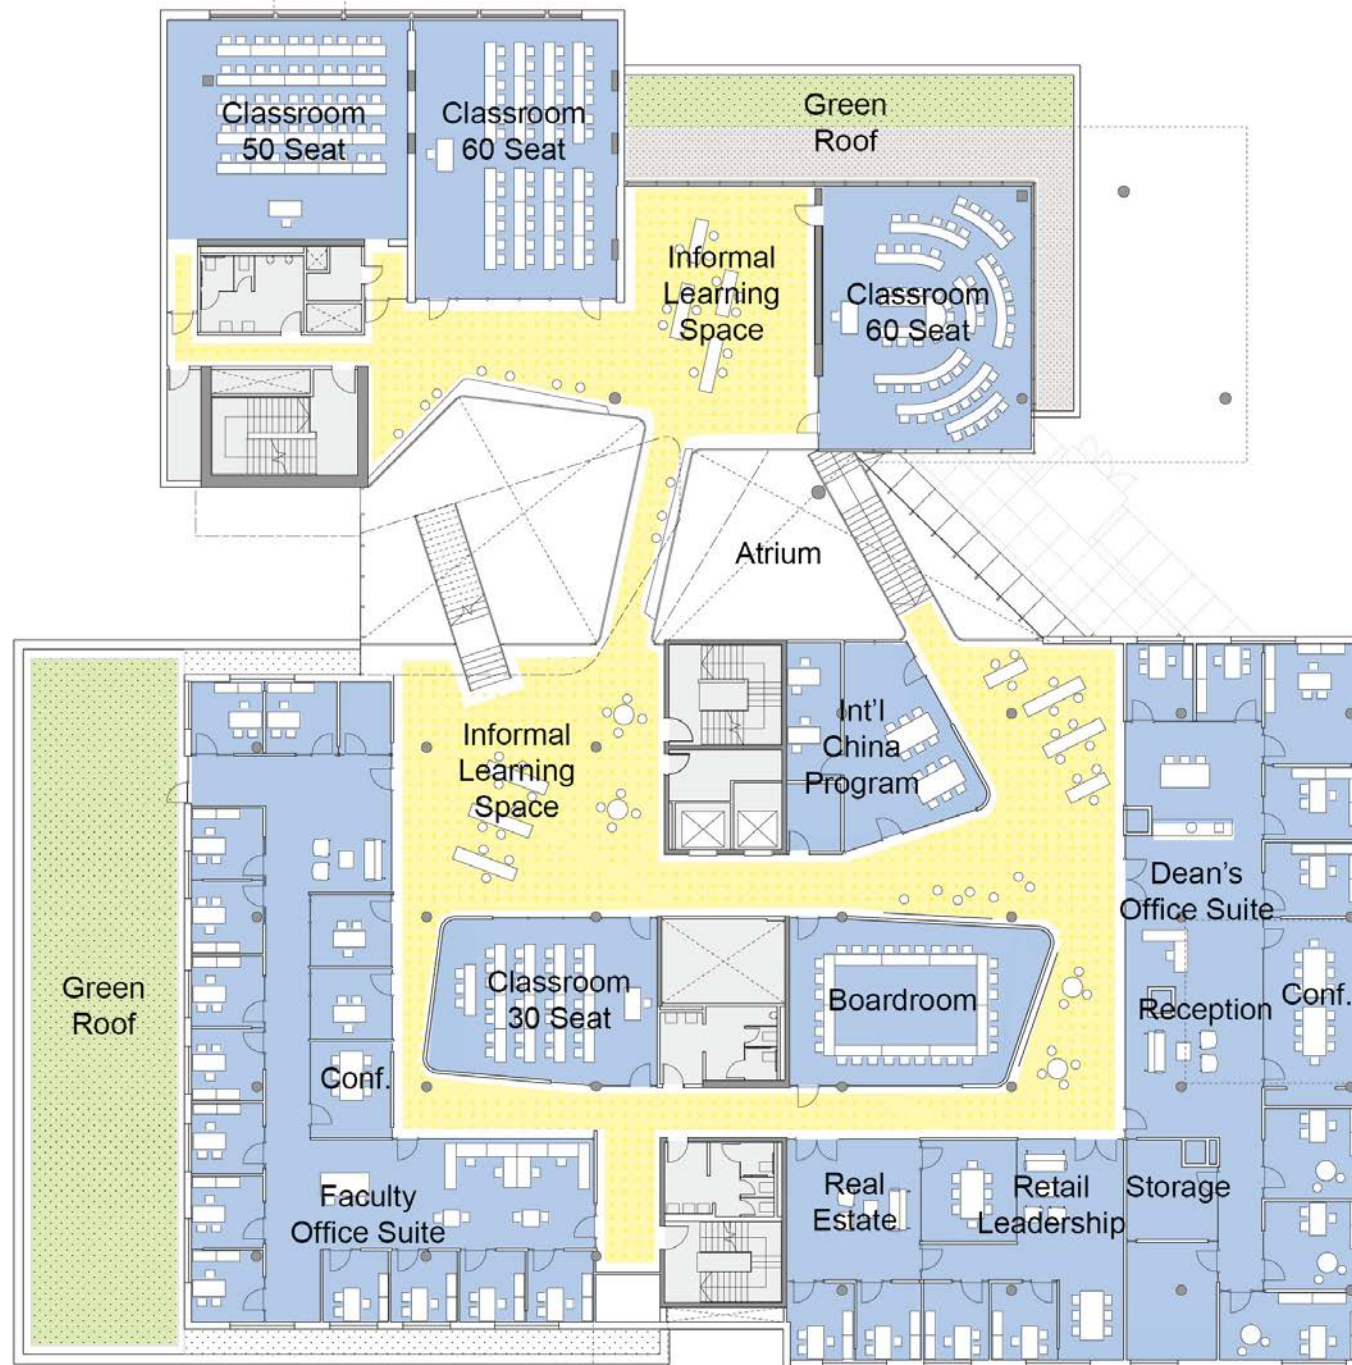 Classroom
50 Seat
Classroom
60 Seat
Green
Roof
Informal
Learning
Space
Classroom
60 Seat
Atrium
Informal
Learning
Space
Int'l
China
Program
Dean's
Office Suite
Green
Roof
Classroom
30 Seat
Boardroom
Reception
Conf.
Conf.
Faculty
Office Suite
Real
Estate
Retail
Leadership
Storage